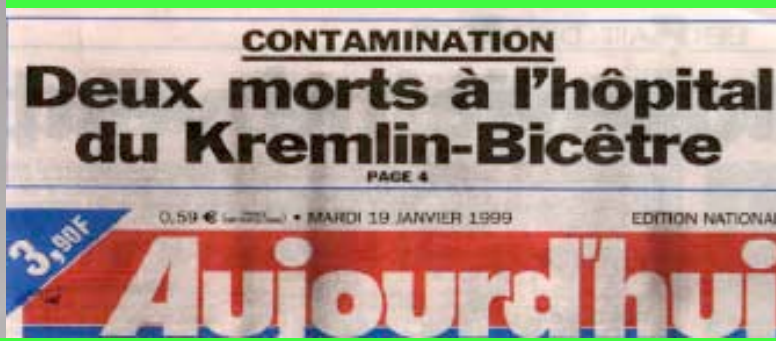 CONTAMINATION
Deux morts à l'hôpital
du Kremlin-Bicêtre
PAGE 4
3,90F
0,59 € • MARDI 19 JANVIER 1999 EDITION NATIONAL
Aujourd'hui